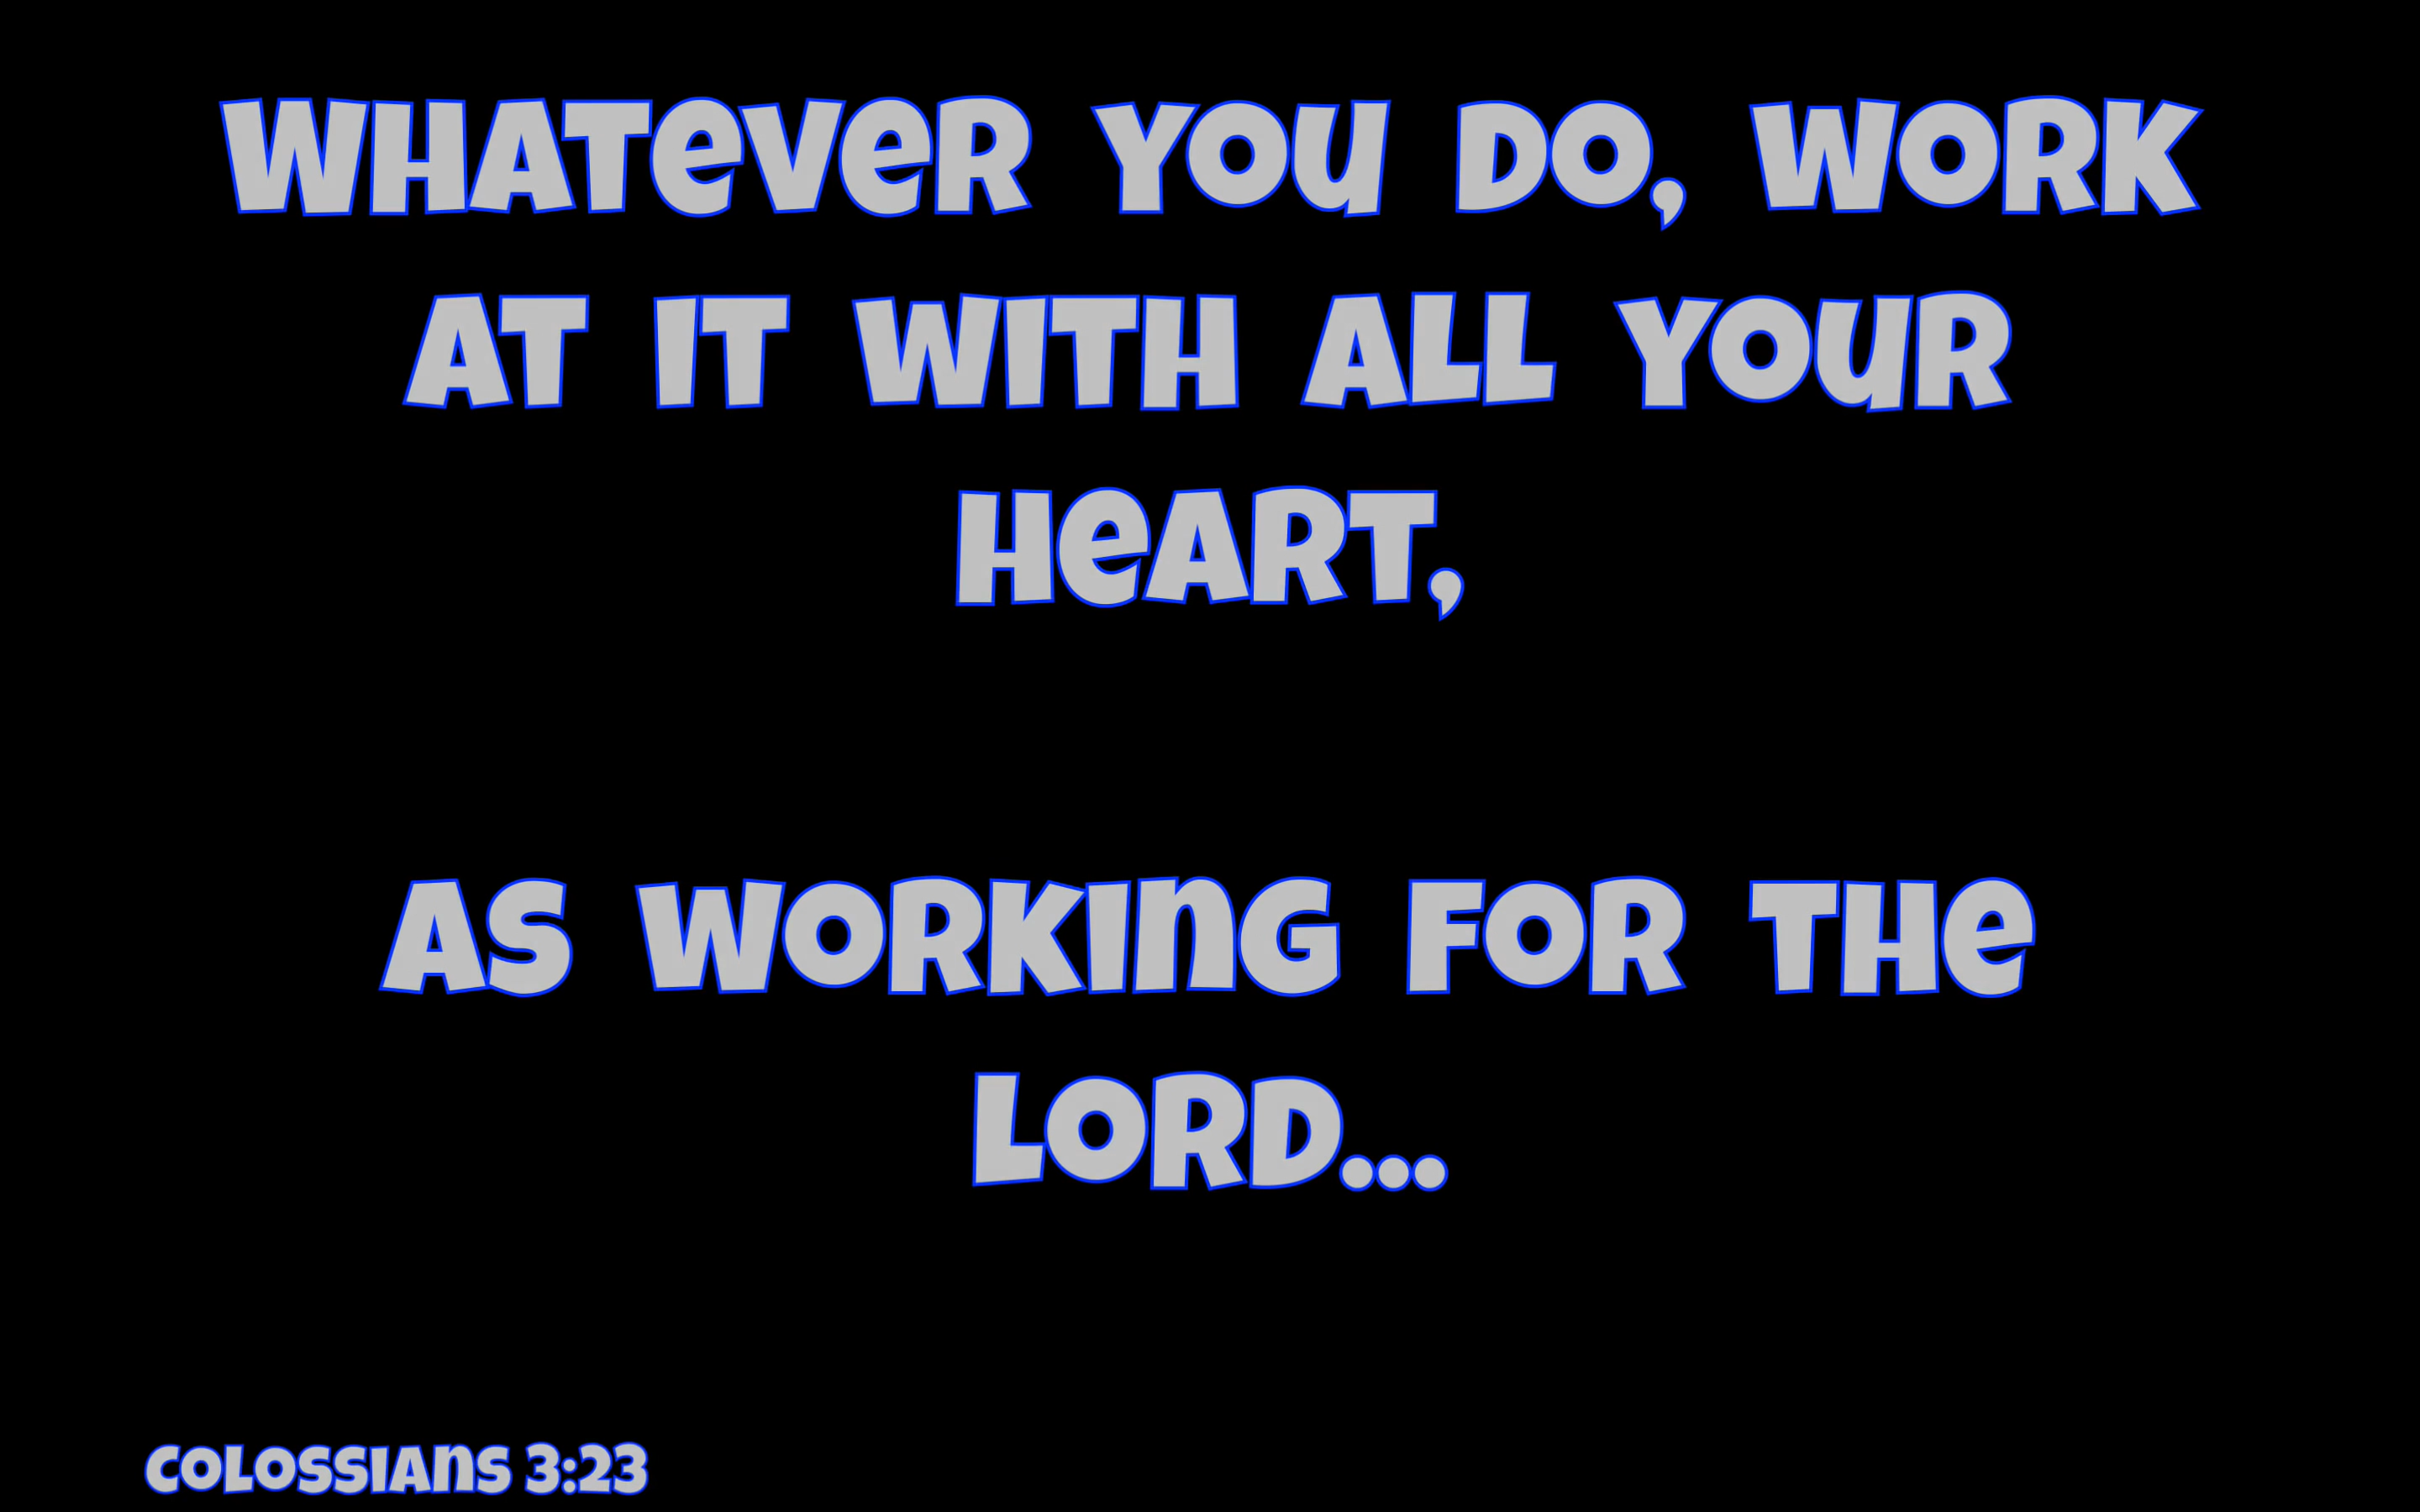 WHATEVER YOU DO, WORK
AT IT WITH ALL YOUR
HEART,
AS WORKING FOR THE
LORD...
COLOSSIANS 3:23